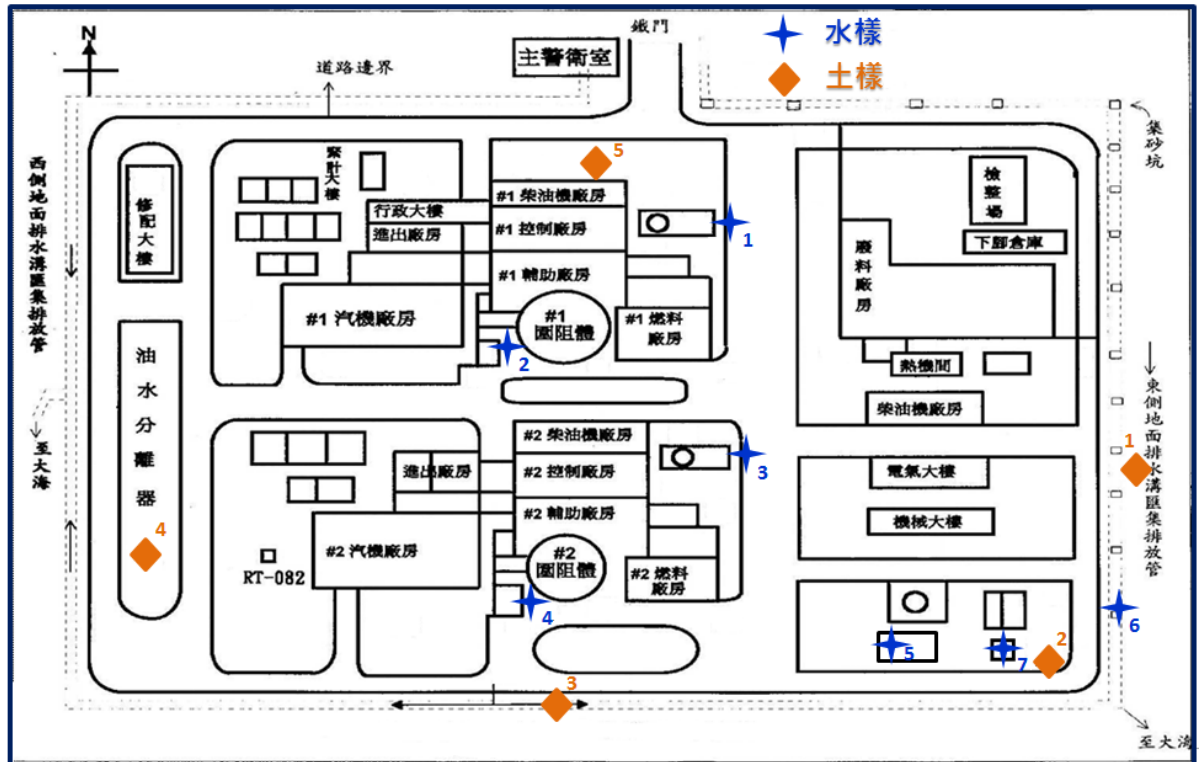 鐵門
水樣
N
主警衛室
土樣
道路邊界
集砂坑
西側地面排水溝匯集排放管
修配大樓
行政大樓
進出廠房
#1 柴油機廠房
#1 控制廠房
#1 輔助廠房
5
1
檢整場
下腳倉庫
廢料廠房
#1 汽機廠房
#1
圍阻體
#1 燃料
廠房
2
熱機間
柴油機廠房
東側地面排水溝匯集排放管
油水分離器
至大海
#2 柴油機廠房
#2 控制廠房
#2 輔助廠房
進出廠房
3
電氣大樓
1
機械大樓
4
#2 汽機廠房
RT-082
#2
圍阻體
#2 燃料
廠房
4
6
5
7
2
3
至大海